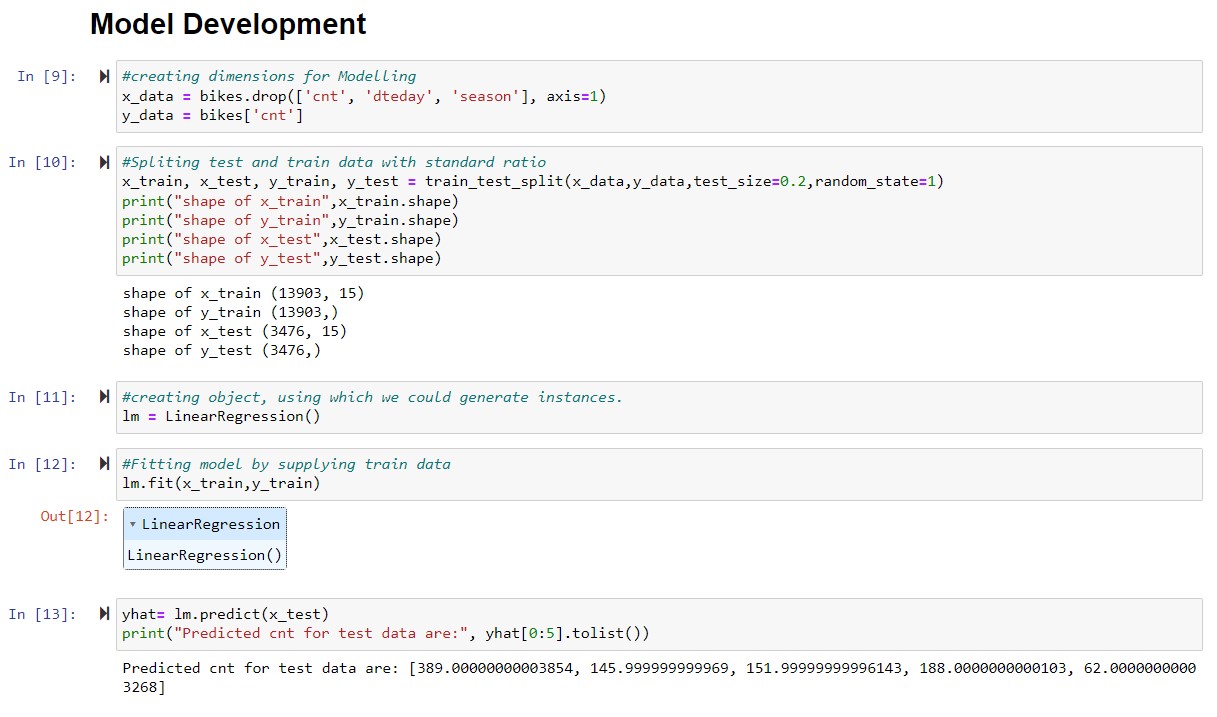 Model Development
In [9]:
#creating dimensions for Modelling
x_data = bikes.drop(['cnt', 'dteday', 'season'], axis=1)
y_data = bikes['cnt']
In [10]:
#Spliting test and train data with standard ratio
x_train, x_test, y_train, y_test = train_test_split(x_data,y_data,test_size=0.2,random_state=1)
print("shape of x_train",x_train.shape)
print("shape of y_train",y_train.shape)
print("shape of x_test",x_test.shape)
print("shape of y_test",y_test.shape)
shape of x_train (13903, 15)
shape of y_train (13903,)
shape of x_test (3476, 15)
shape of y_test (3476,)
In [11]:
#creating object, using which we could generate instances.
lm = LinearRegression()
In [12]:
#Fitting model by supplying train data
lm.fit(x_train,y_train)
Out[12]:
LinearRegression
LinearRegression()
In [13]:
yhat= lm.predict(x_test)
print("Predicted cnt for test data are:", yhat[0:5].tolist())
Predicted cnt for test data are: [389.00000000003854, 145.999999999969, 151.99999999996143, 188.0000000000103, 62.0000000000
3268]